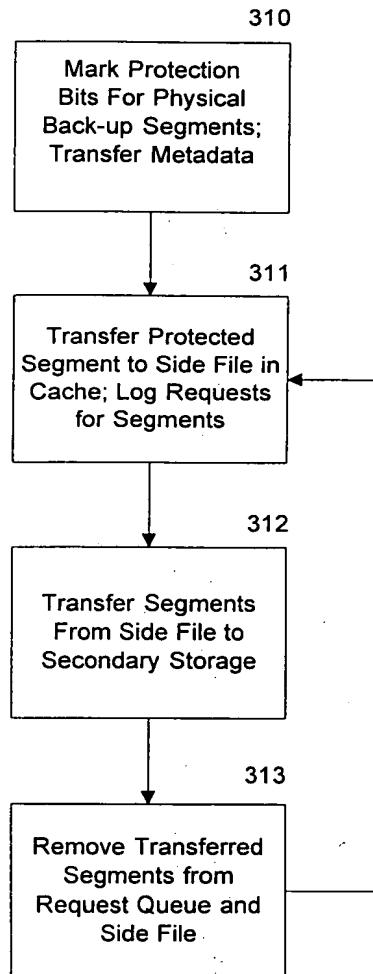 310
Mark Protection
Bits For Physical
Back-up Segments;
Transfer Metadata
311
Transfer Protected
Segment to Side File in
Cache; Log Requests
for Segments
312
Transfer Segments
From Side File to
Secondary Storage
313
Remove Transferred
Segments from
Request Queue and
Side File